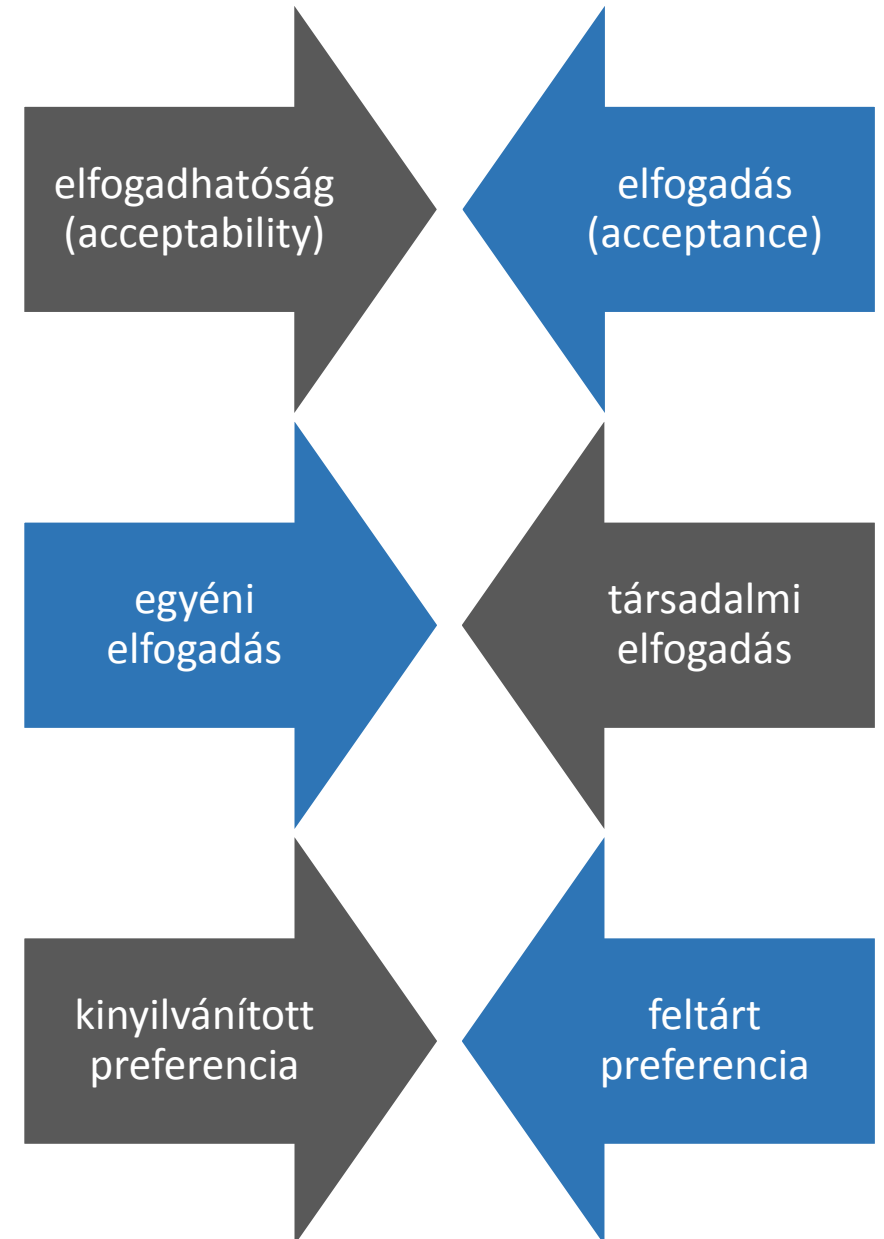 elfogadhatóság
(acceptability)
elfogadás
(acceptance)
egyéni
elfogadás
társadalmi
elfogadás
kinyilvánított
preferencia
feltárt
preferencia